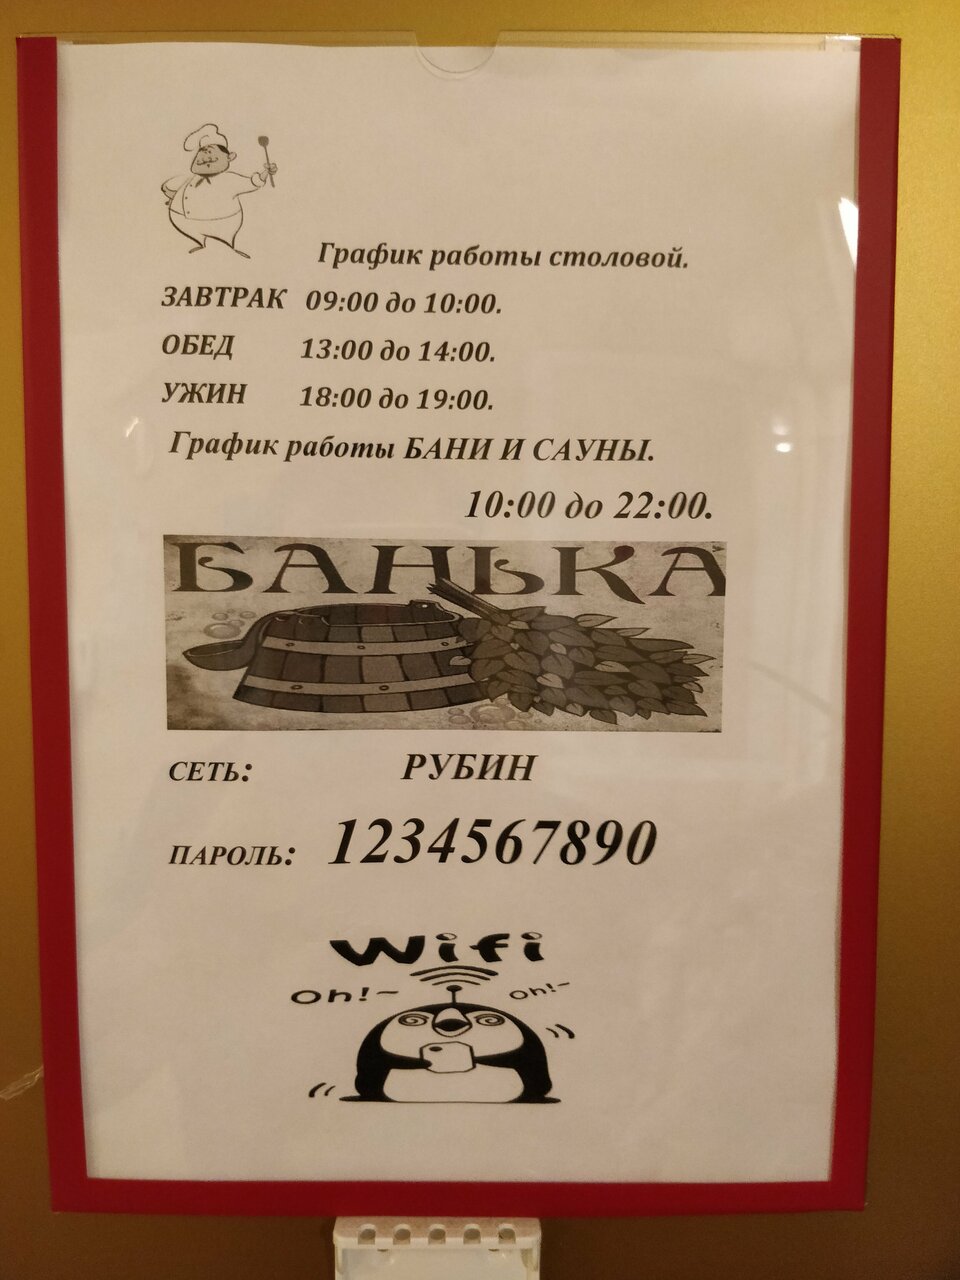 График работы столовой.
ЗАВТРАК 09:00 до 10:00.
ОБЕД 13:00 до 14:00.
УЖИН 18:00 до 19:00.
График работы БАНИ И САУНЫ.
10:00 до 22:00.
БАНЬКА
СЕТЬ: РУБИН
ПАРОЛЬ: 1234567890
Wifi
Oh!~ Oh!~